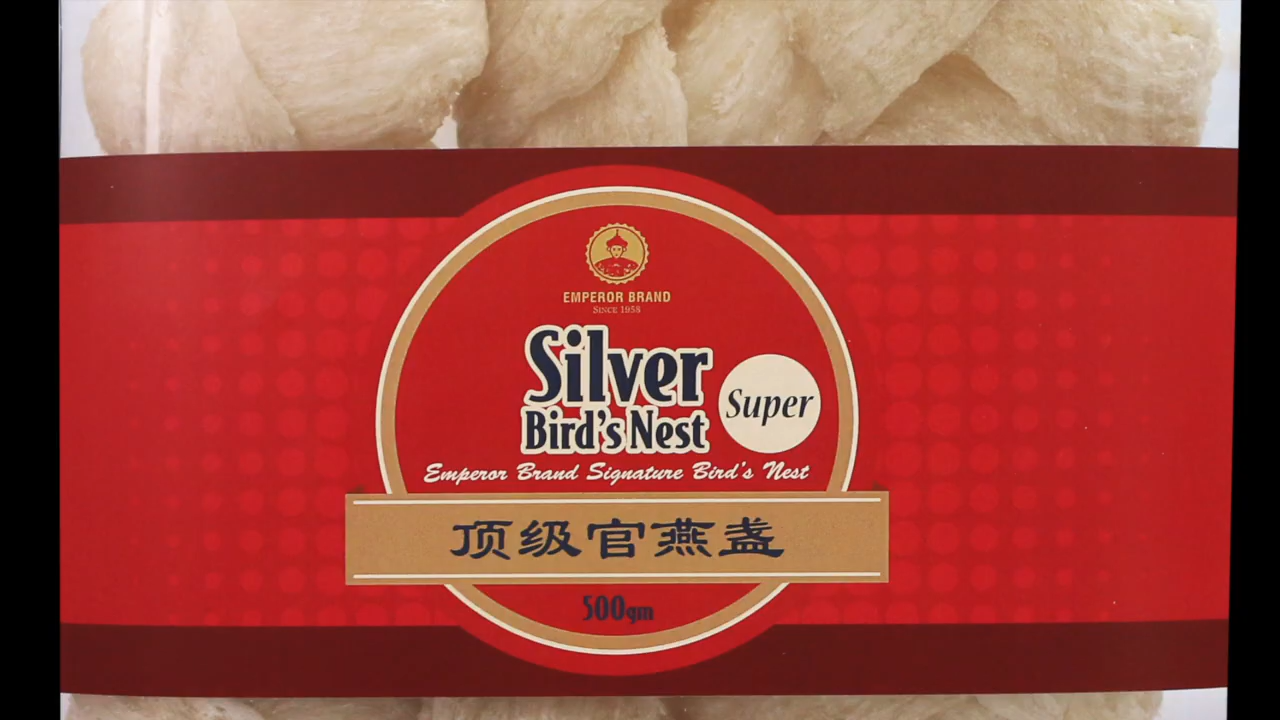 EMPEROR BRAND
SINCE 1958
Silver
Bird's Nest
Super
Emperor Brand Signature Bird's Nest
顶级官燕盏
500gm